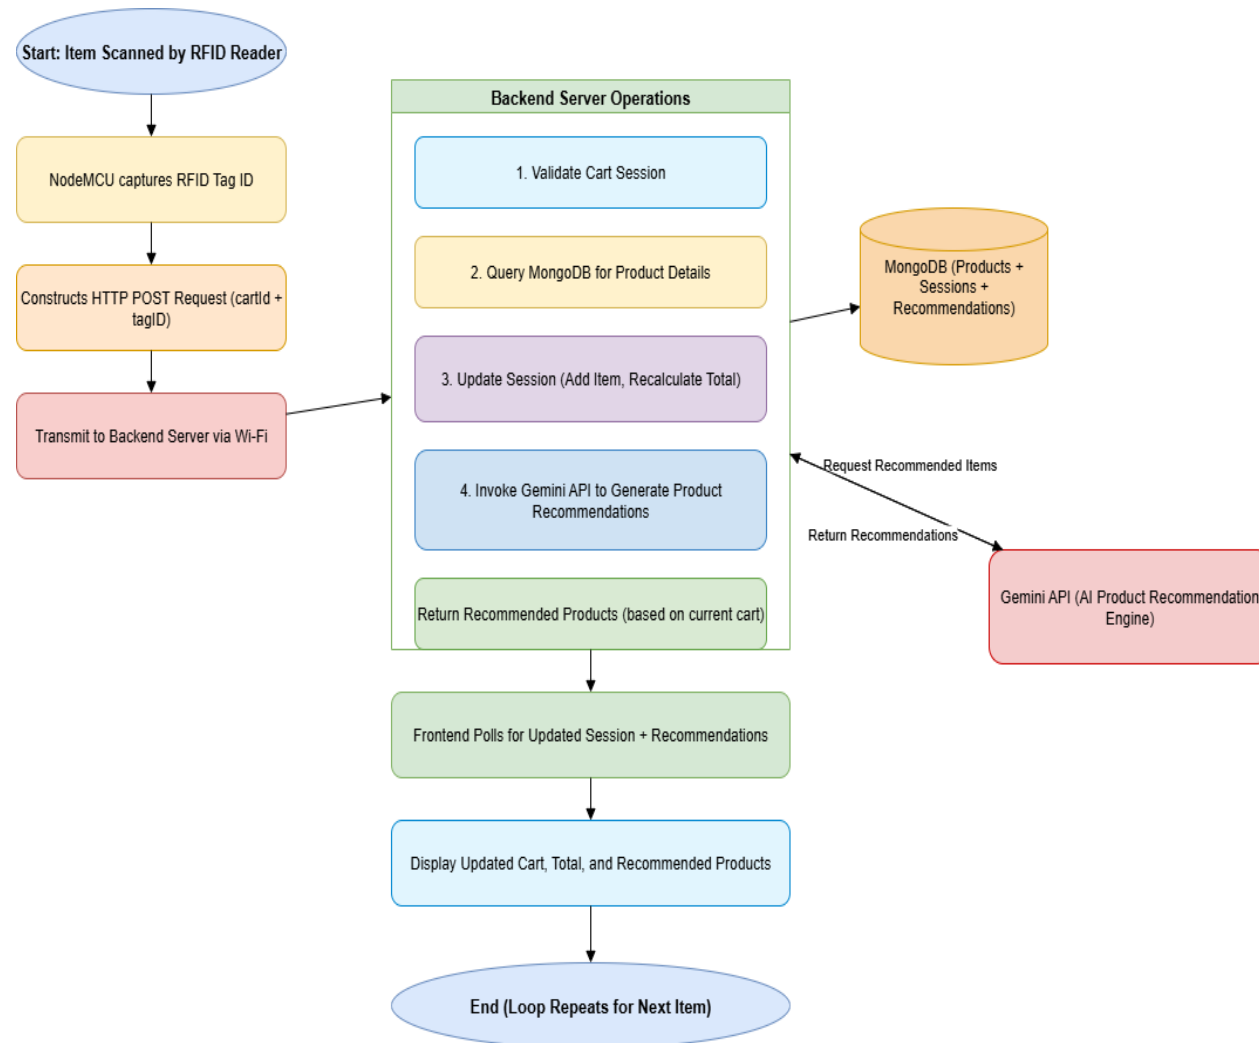 Start: Item Scanned by RFID Reader
NodeMCU captures RFID Tag ID
Constructs HTTP POST Request (cartId +
tagID)
Transmit to Backend Server via Wi-Fi
Backend Server Operations
1. Validate Cart Session
2. Query MongoDB for Product Details
3. Update Session (Add Item, Recalculate Total)
4. Invoke Gemini API to Generate Product
Recommendations
Return Recommended Products (based on current cart)
MongoDB (Products +
Sessions +
Recommendations)
Request Recommended Items
Return Recommendations
Gemini API (AI Product Recommendation
Engine)
Frontend Polls for Updated Session + Recommendations
Display Updated Cart, Total, and Recommended Products
End (Loop Repeats for Next Item)